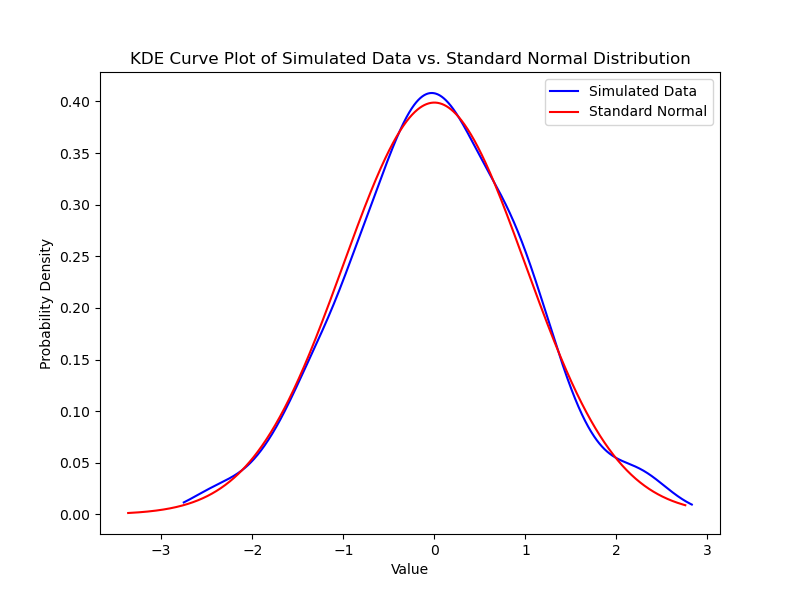 KDE Curve Plot of Simulated Data vs. Standard Normal Distribution
Simulated Data
Standard Normal
Probability Density
0.40
0.35
0.30
0.25
0.20
0.15
0.10
0.05
0.00
−3 −2 −1 0 1 2 3
Value